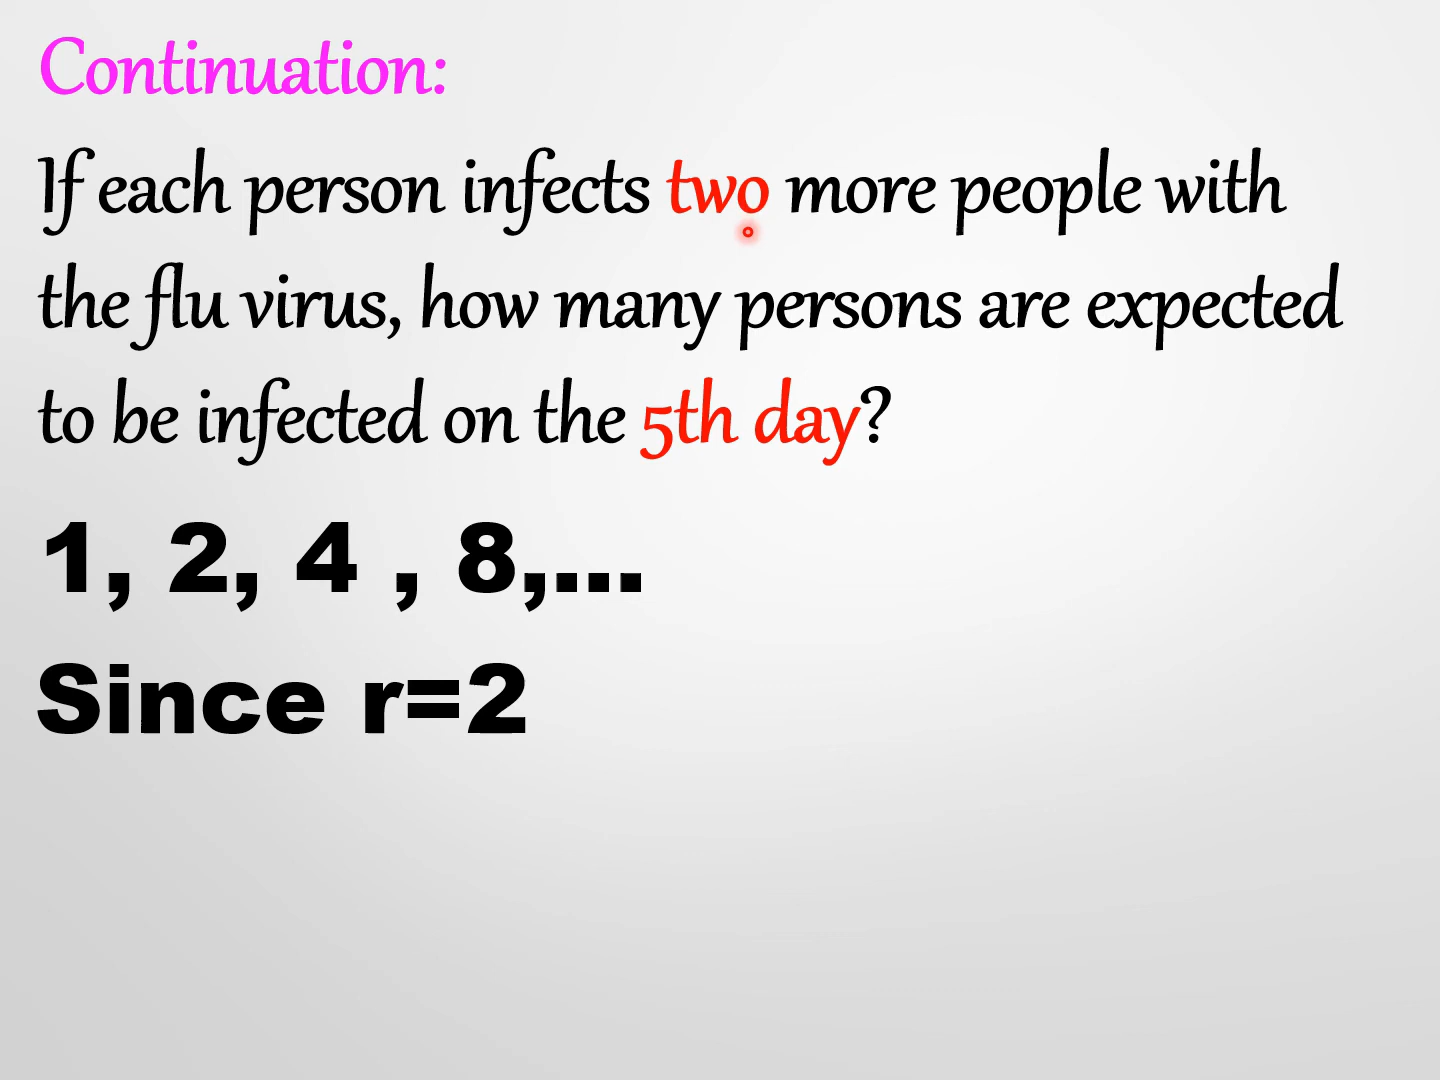 Continuation:
If each person infects two more people with
the flu virus, how many persons are expected
to be infected on the 5th day?
1, 2, 4 , 8,...
Since r=2